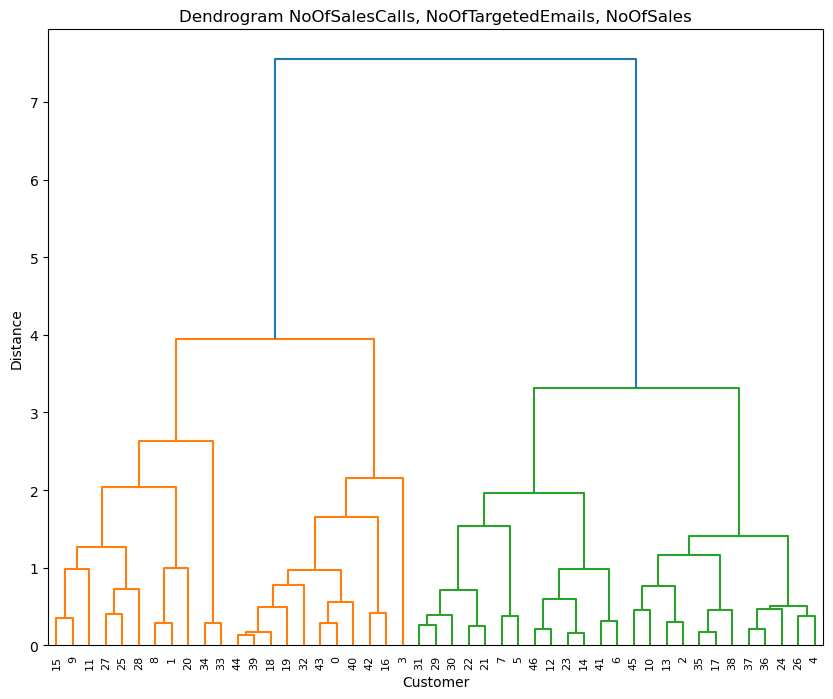 Dendrogram NoOfSalesCalls, NoOfTargetedEmails, NoOfSales
7
6
5
4
3
2
1
0
Distance
15 9 11 27 25 28 8 1 20 34 33 44 39 18 19 32 43 0 40 42 16 3 31 29 30 22 21 7 5 46 12 23 14 41 6 45 10 13 2 35 17 38 37 36 24 26 4
Customer